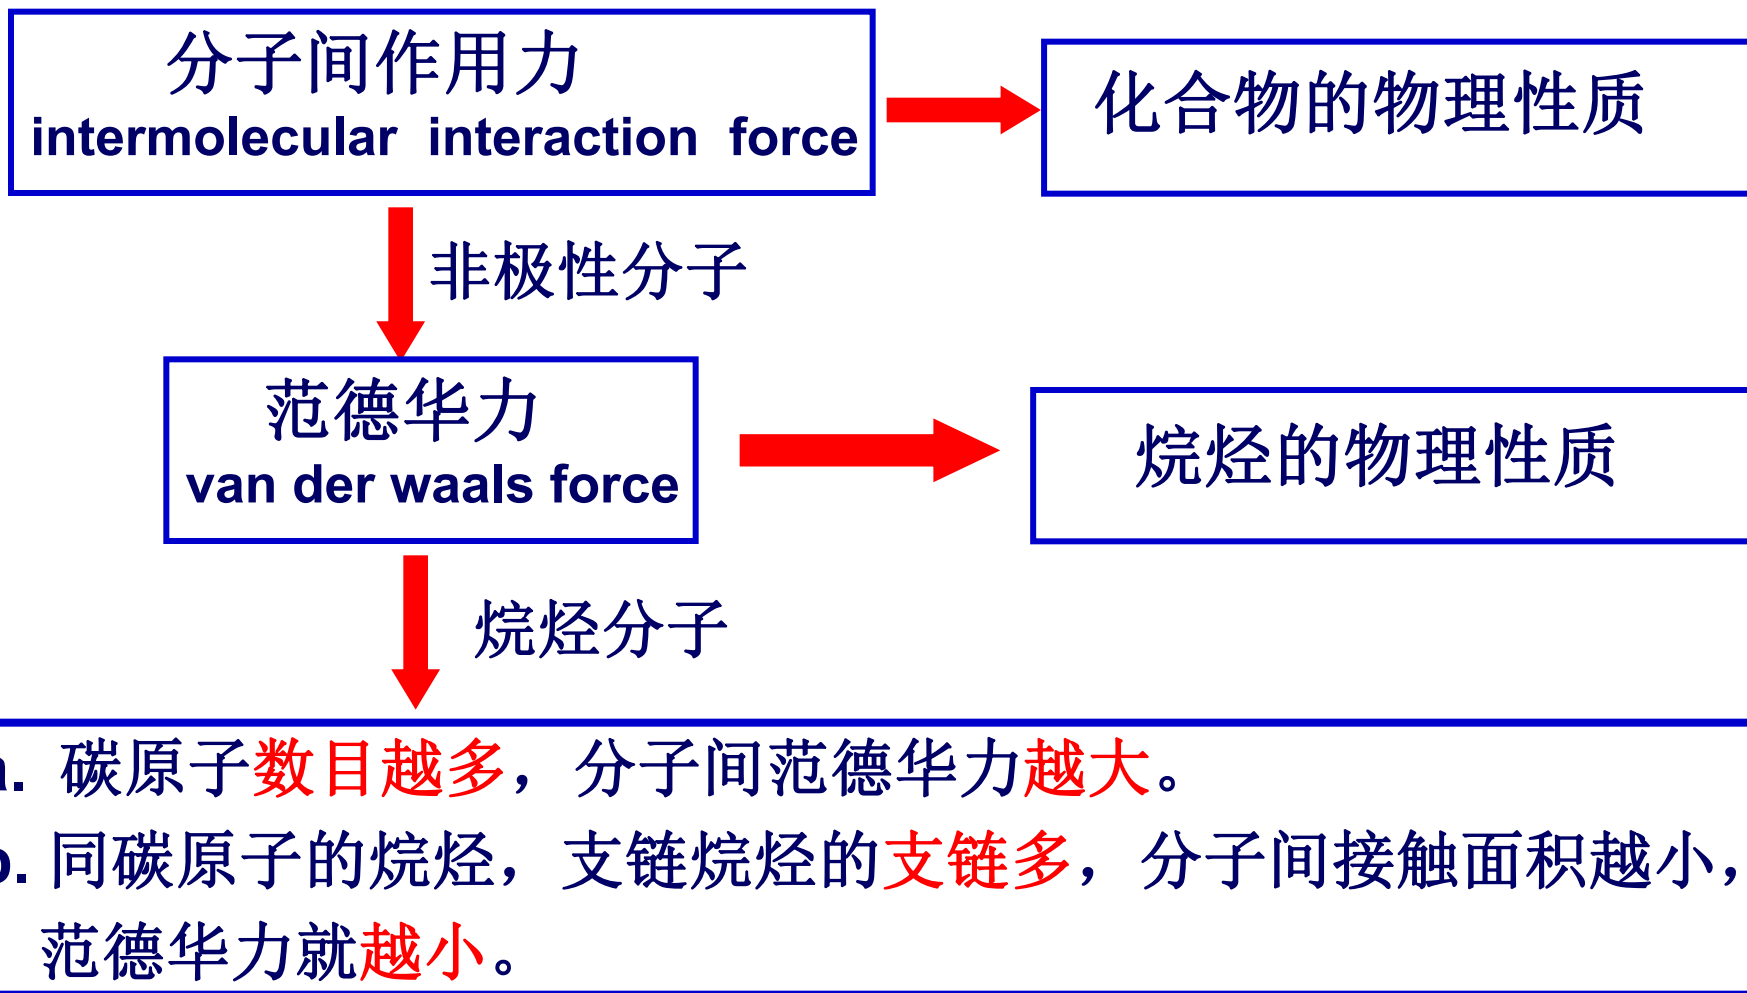 分子间作用力
intermolecular interaction force
化合物的物理性质
非极性分子
范德华力
van der waals force
烷烃的物理性质
烷烃分子
a. 碳原子数目越多，分子间范德华力越大。
b. 同碳原子的烷烃，支链烷烃的支链多，分子间接触面积越小，
范德华力就越小。